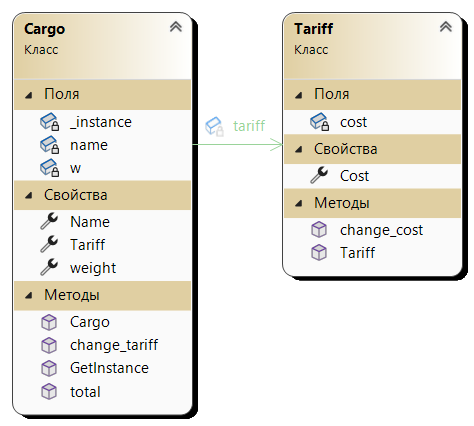 Cargo
Класс
Поля
_instance
name
w
Свойства
Name
Tariff
weight
Методы
Cargo
change_tariff
GetInstance
total
tariff
Tariff
Класс
Поля
cost
Свойства
Cost
Методы
change_cost
Tariff